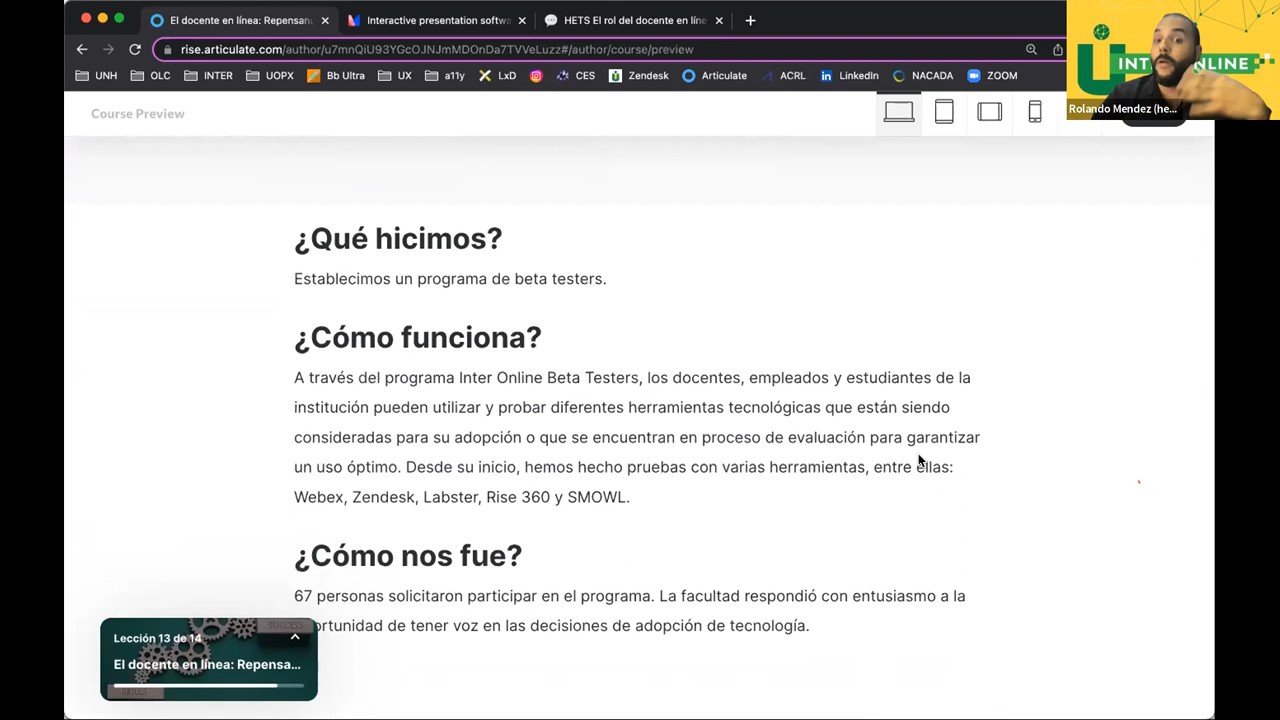 El docente en línea: Repensan
Interactive presentation softwa
HETS El rol del docente en líne
rise.articulate.com/author/u7mnQiU93YGcOJNJmMDOnDa7TVVeLuzz#/author/course/preview
UNH OLC INTER UOPX Bb Ultra UX a11y LxD CES Zendesk Articulate ACRL LinkedIn NACADA ZOOM
INT NLINE
Rolando Mendez (he...
Course Preview
¿Qué hicimos?
Establecimos un programa de beta testers.
¿Cómo funciona?
A través del programa Inter Online Beta Testers, los docentes, empleados y estudiantes de la
institución pueden utilizar y probar diferentes herramientas tecnológicas que están siendo
consideradas para su adopción o que se encuentran en proceso de evaluación para garantizar
un uso óptimo. Desde su inicio, hemos hecho pruebas con varias herramientas, entre ellas:
Webex, Zendesk, Labster, Rise 360 y SMOWL.
¿Cómo nos fue?
67 personas solicitaron participar en el programa. La facultad respondió con entusiasmo a la
ortunidad de tener voz en las decisiones de adopción de tecnología.
SUCCESS
Lección 13 de 14
El docente en línea: Repensa...
SKILLS